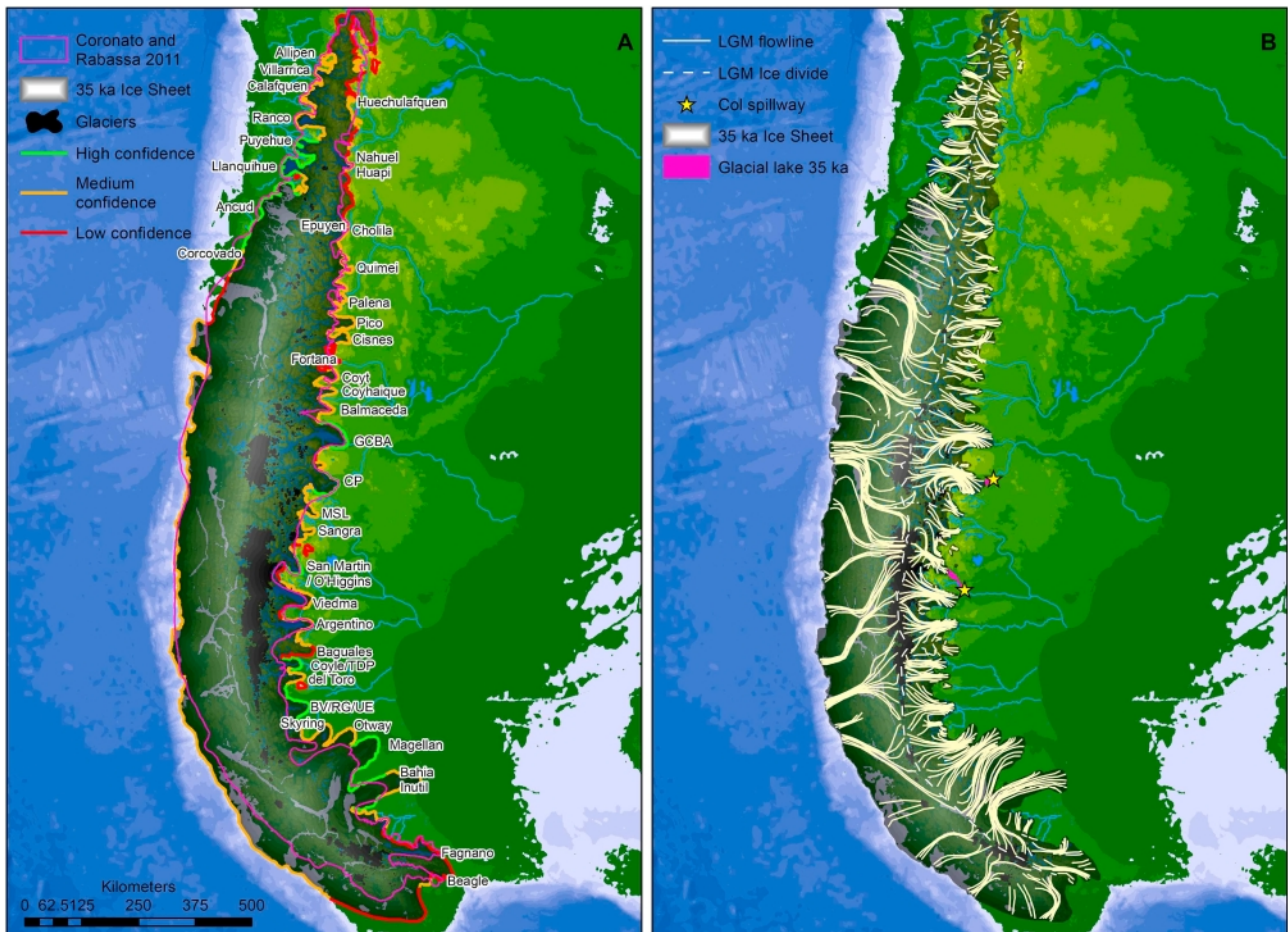 A
Coronato and
Rabassa 2011
35 ka Ice Sheet
Glaciers
High confidence
Medium
confidence
Low confidence
Allipen
Villarrica
Calafquen
Huechulafquen
Ranco
Puyehue
Nahuel
Huapi
Llanquihue
Ancud
Epuyen
Cholila
Corcovado
Quimei
Palena
Pico
Cisnes
Fortana
Coyt
Coyhaique
Balmaceda
GCBA
CP
MSL
Sangra
San Martin
/ O'Higgins
Viedma
Argentino
Baguales
Coyle/TDP
del Toro
BV/RG/UE
Skyring
Otway
Magellan
Bahia
Inutil
Fagnano
Beagle
Kilometers
0 62.5125 250 375 500
B
LGM flowline
LGM Ice divide
Col spillway
35 ka Ice Sheet
Glacial lake 35 ka